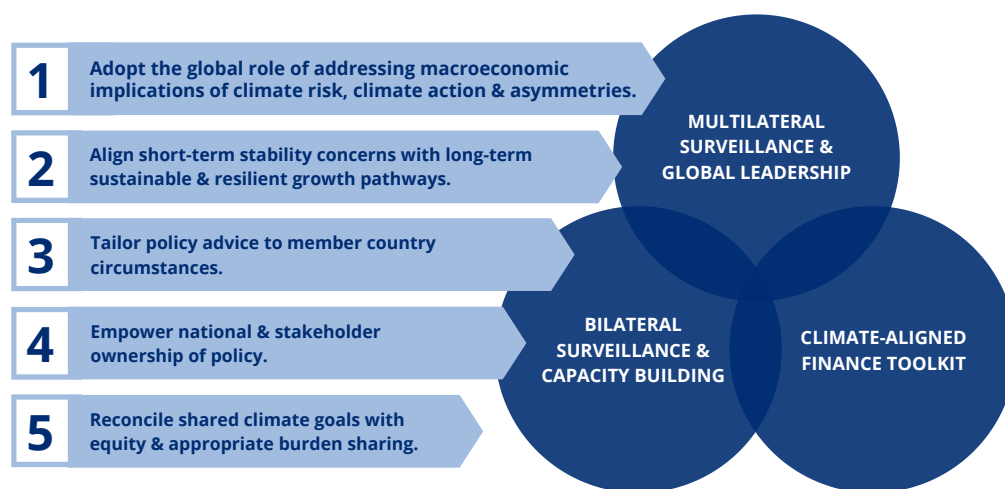 1
Adopt the global role of addressing macroeconomic
implications of climate risk, climate action & asymmetries.
2
Align short-term stability concerns with long-term
sustainable & resilient growth pathways.
3
Tailor policy advice to member country
circumstances.
4
Empower national & stakeholder
ownership of policy.
5
Reconcile shared climate goals with
equity & appropriate burden sharing.
MULTILATERAL
SURVEILLANCE &
GLOBAL LEADERSHIP
BILATERAL
SURVEILLANCE &
CAPACITY BUILDING
CLIMATE-ALIGNED
FINANCE TOOLKIT